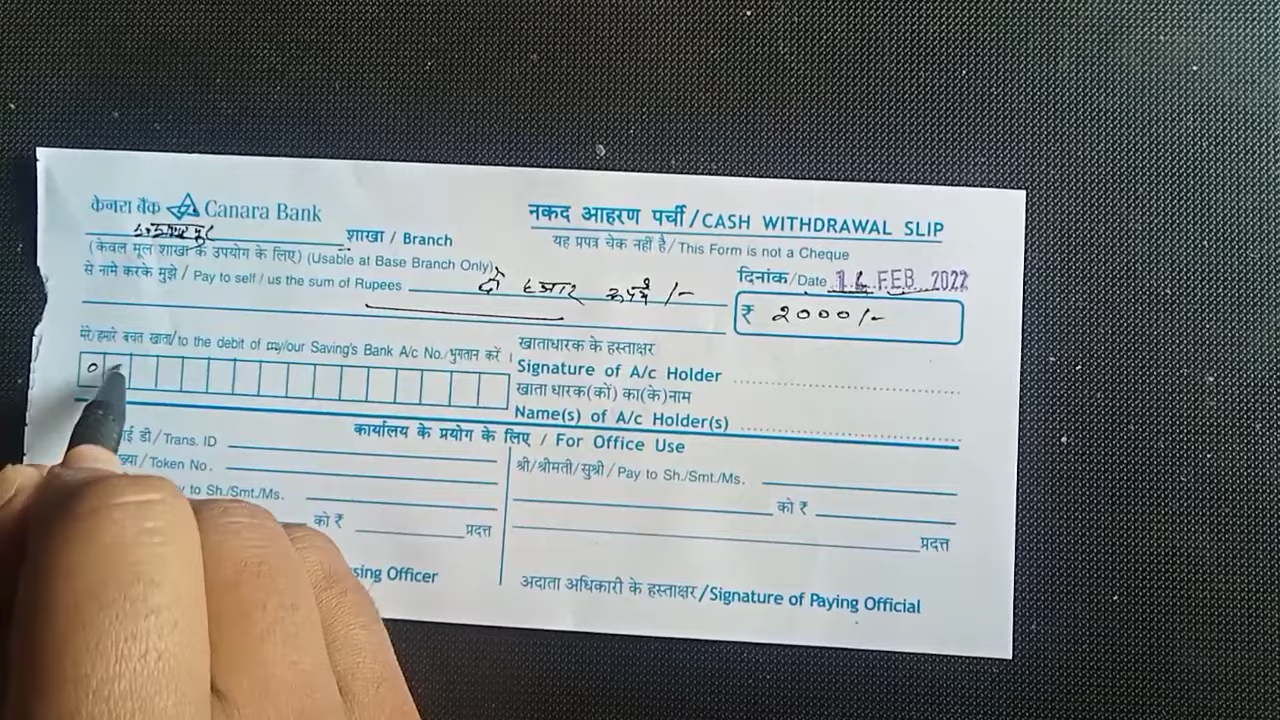 केनरा बैंक Canara Bank
नकद आहरण पर्ची/CASH WITHDRAWAL SLIP
शाखा / Branch
यह प्रपत्र चेक नहीं है/This Form is not a Cheque
(केवल मूल शाखा के उपयोग के लिए) (Usable at Base Branch Only)
दिनांक/Date FEB 2022
से नामे करके मुझे / Pay to self / us the sum of Rupees दो हजार रूपये /-
₹ 2000/-
मेरे/हमारे बचत खाता/to the debit of my/our Saving's Bank A/c No./भुगतान करें ।
0
खाताधारक के हस्ताक्षर
Signature of A/c Holder
खाता धारक(कों) का(के)नाम
Name(s) of A/c Holder(s)
कार्यालय के प्रयोग के लिए / For Office Use
आई डी/Trans. ID
ख्या/Token No.
y to Sh./Smt./Ms.
को ₹
प्रदत्त
sing Officer
श्री/श्रीमती/सुश्री/Pay to Sh./Smt./Ms.
को ₹
प्रदत्त
अदाता अधिकारी के हस्ताक्षर/Signature of Paying Official